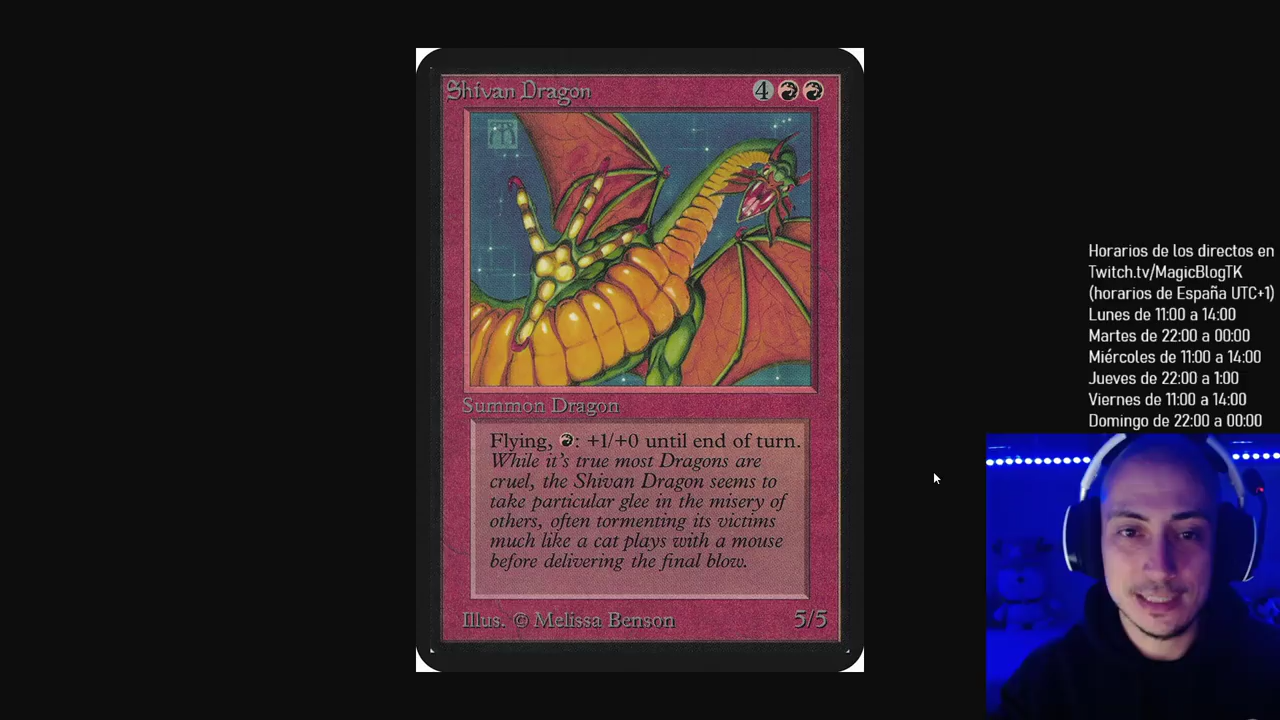 Shivan Dragon
4
Summon Dragon
Flying, : +1/+0 until end of turn.
While it's true most Dragons are
cruel, the Shivan Dragon seems to
take particular glee in the misery of
others, often tormenting its victims
much like a cat plays with a mouse
before delivering the final blow.
Illus. © Melissa Benson
5/5
Horarios de los directos en
Twitch.tv/MagicBlogTK
(horarios de España UTC+1)
Lunes de 11:00 a 14:00
Martes de 22:00 a 00:00
Miércoles de 11:00 a 14:00
Jueves de 22:00 a 1:00
Viernes de 11:00 a 14:00
Domingo de 22:00 a 00:00